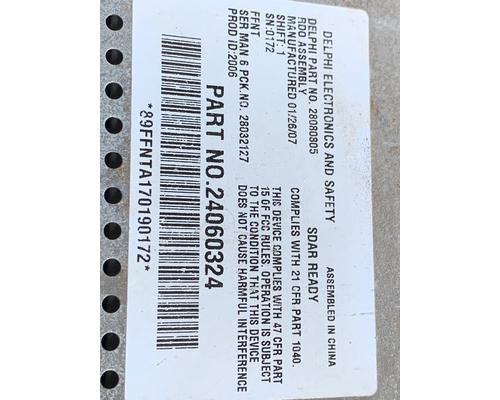 DELPHI ELECTRONICS AND SAFETY
DELPHI PART NO. 28080805
RDO ASSEMBLY
MANUFACTURED 01/26/07
SHIFT: 1
SN:0172
FFNT
SER MAN 6 PCK.NO. 28032127
PROD ID:2006
ASSEMBLED IN CHINA
SDAR READY
COMPLIES WITH 21 CFR PART 1040.
THIS DEVICE COMPLIES WITH 47 CFR PART
15 OF FCC RULES. OPERATION IS SUBJECT
TO THE CONDITION THAT THIS DEVICE
DOES NOT CAUSE HARMFUL INTERFERENCE
PART NO.24060324
*89FFNTA170190172*